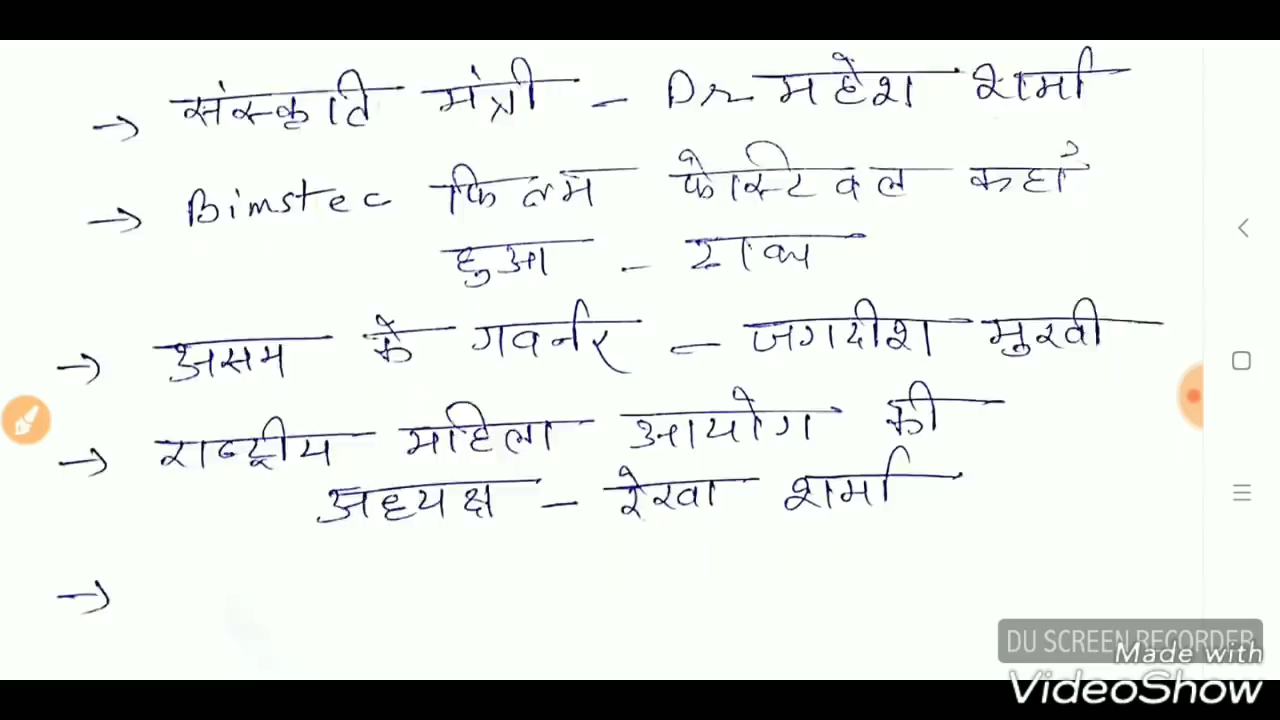 → संस्कृति मंत्री - Dr महेश शर्मा
→ Bimstec फिल्म फेस्टिवल कहाँ
हुआ - ढाका
→ असम के गवर्नर - जगदीश मुखी
→ राष्ट्रीय महिला आयोग की
अध्यक्ष - रेखा शर्मा
→
DU SCREEN RECORDER
Made with
VideoShow